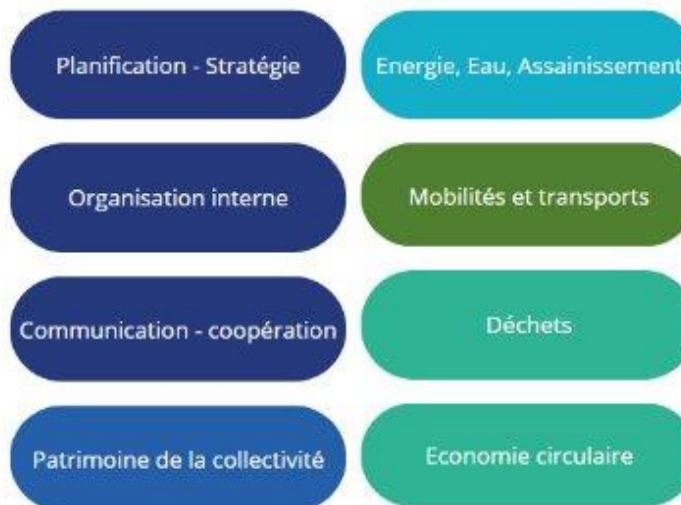 Planification - Stratégie
Energie, Eau, Assainissement
Organisation interne
Mobilités et transports
Communication - coopération
Déchets
Patrimoine de la collectivité
Economie circulaire